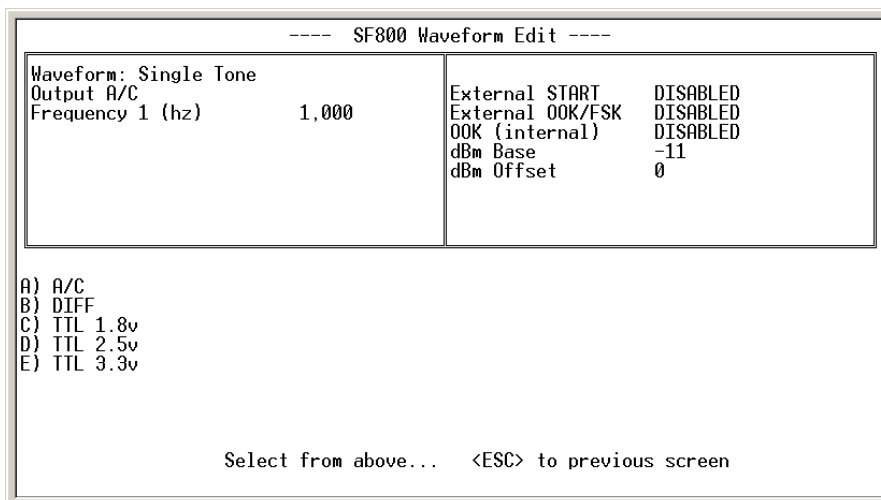 ---- SF800 Waveform Edit ----
Waveform: Single Tone
Output A/C
Frequency 1 (hz) 1,000
External START DISABLED
External OOK/FSK DISABLED
OOK (internal) DISABLED
dBm Base -11
dBm Offset 0
A) A/C
B) DIFF
C) TTL 1.8v
D) TTL 2.5v
E) TTL 3.3v
Select from above... <ESC> to previous screen